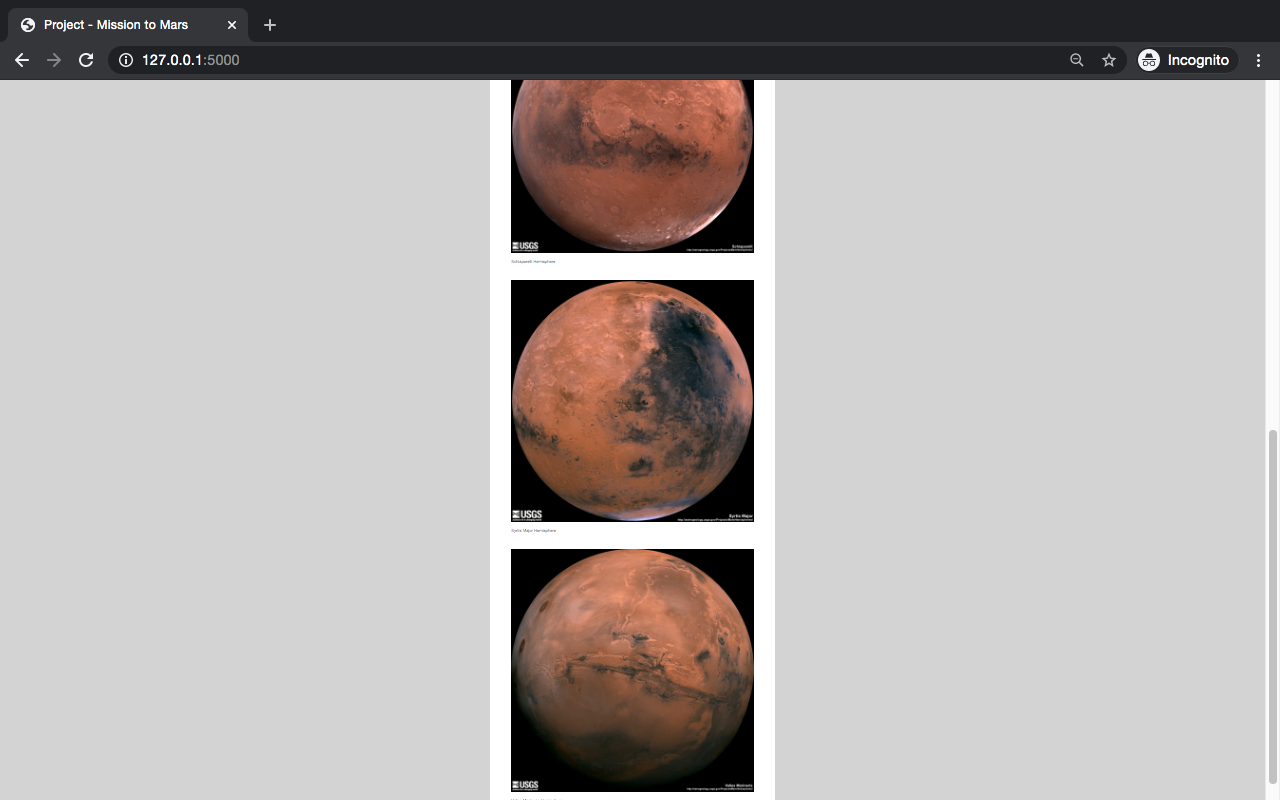 Project - Mission to Mars
127.0.0.1:5000
Incognito
USGS
Schiaparelli
Schiaparelli Hemisphere
USGS
Syrtis Major
Syrtis Major Hemisphere
USGS
Valles Marineris